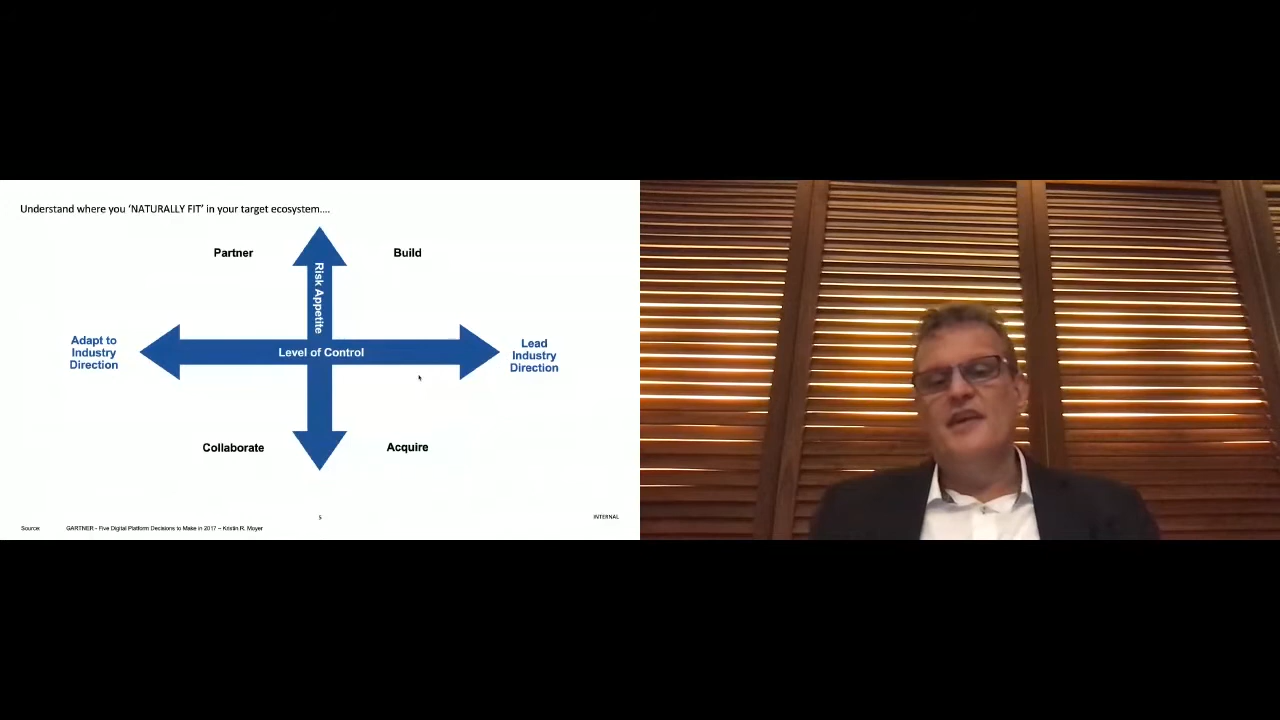 Understand where you ‘NATURALLY FIT’ in your target ecosystem....
Partner
Build
Risk Appetite
Adapt to
Industry
Direction
Level of Control
Lead
Industry
Direction
Collaborate
Acquire
5
INTERNAL
Source: GARTNER - Five Digital Platform Decisions to Make in 2017 – Kristin R. Moyer